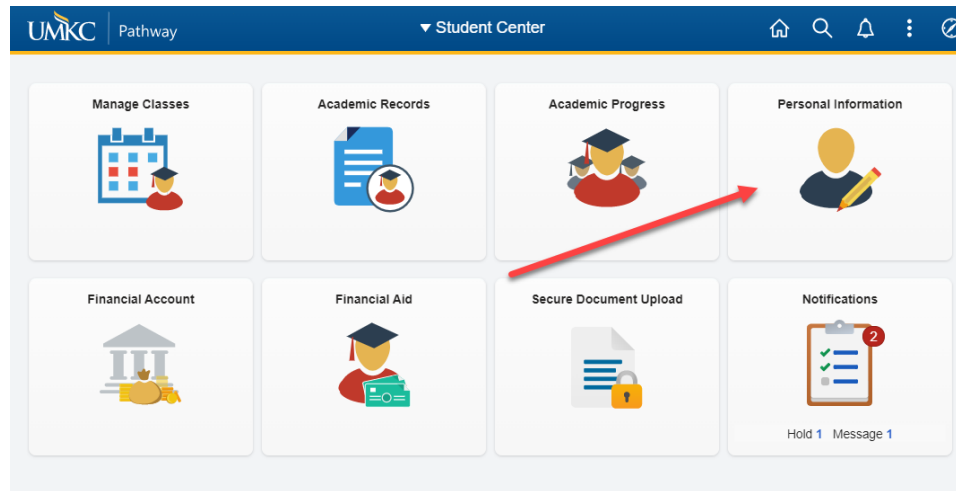 UMKC Pathway ▼ Student Center
Manage Classes
Academic Records
Academic Progress
Personal Information
Financial Account
Financial Aid
Secure Document Upload
Notifications
2
Hold 1 Message 1